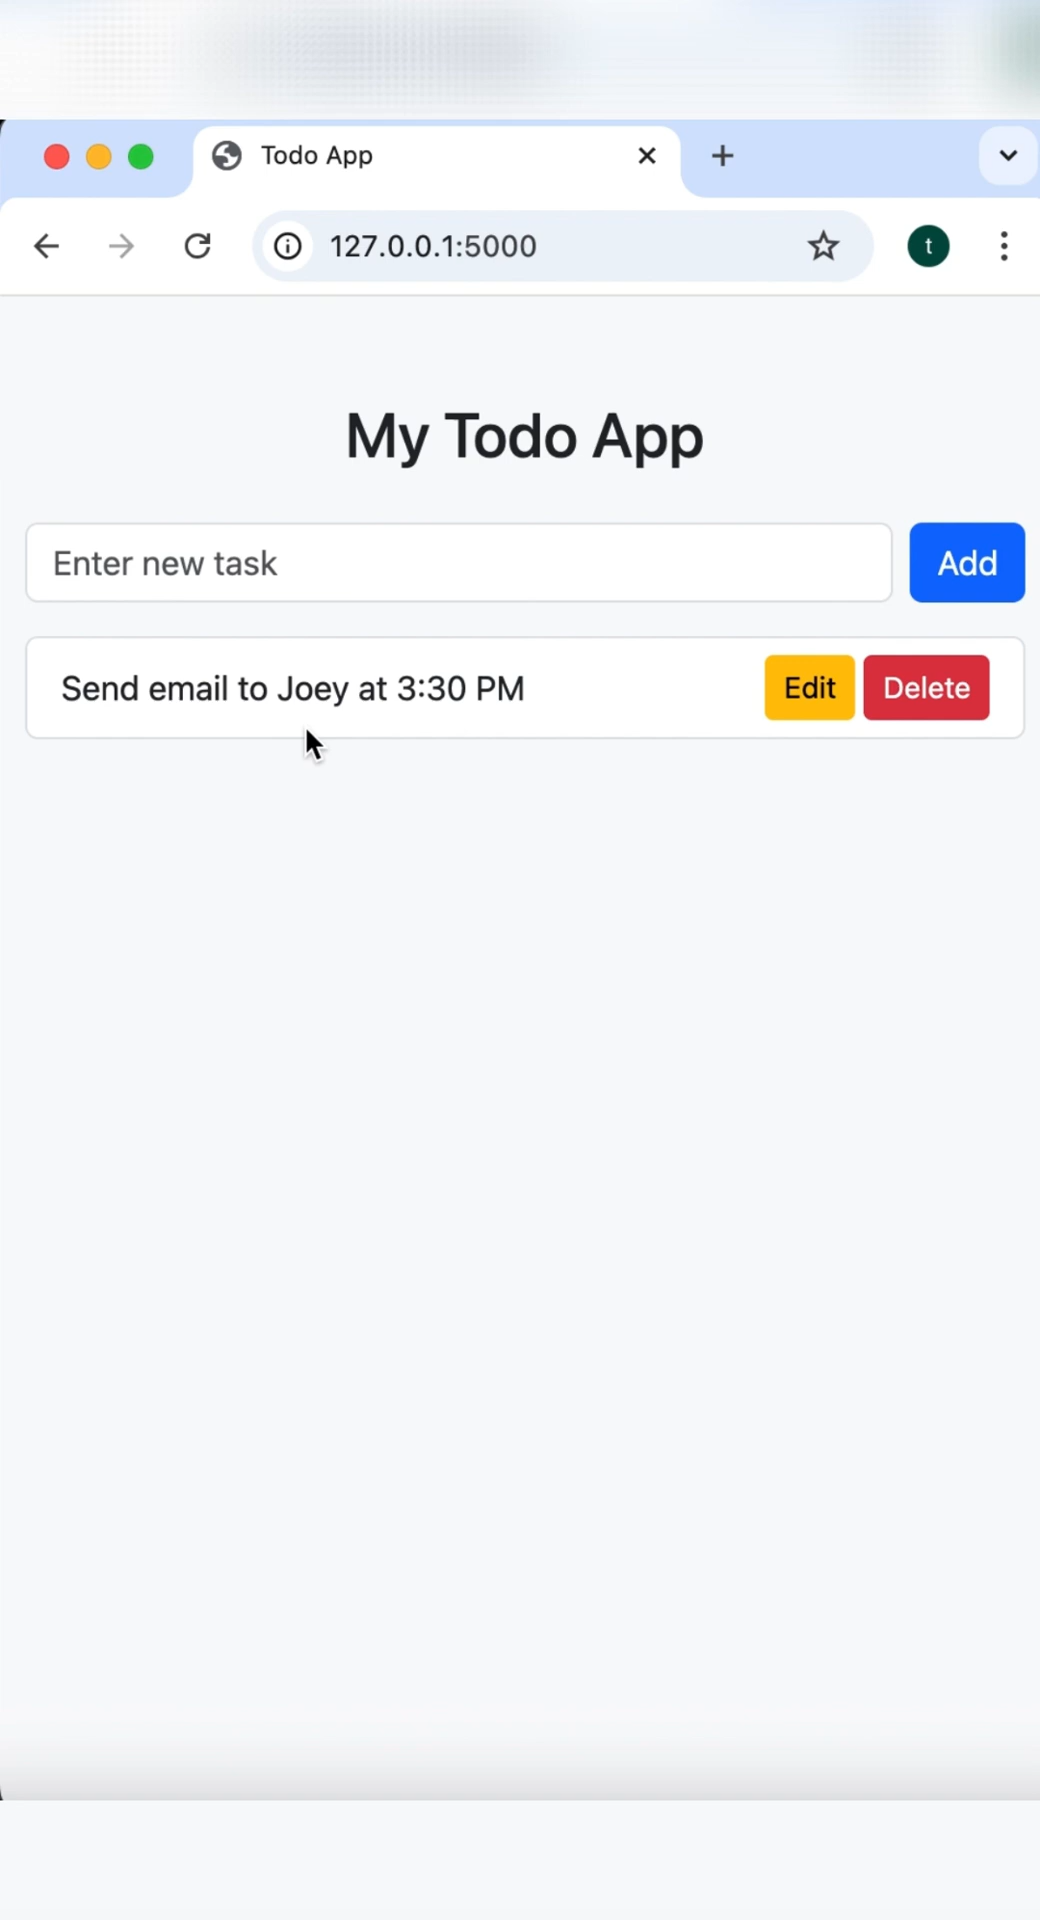 Todo App
127.0.0.1:5000
t
My Todo App
Enter new task
Add
Send email to Joey at 3:30 PM
Edit
Delete